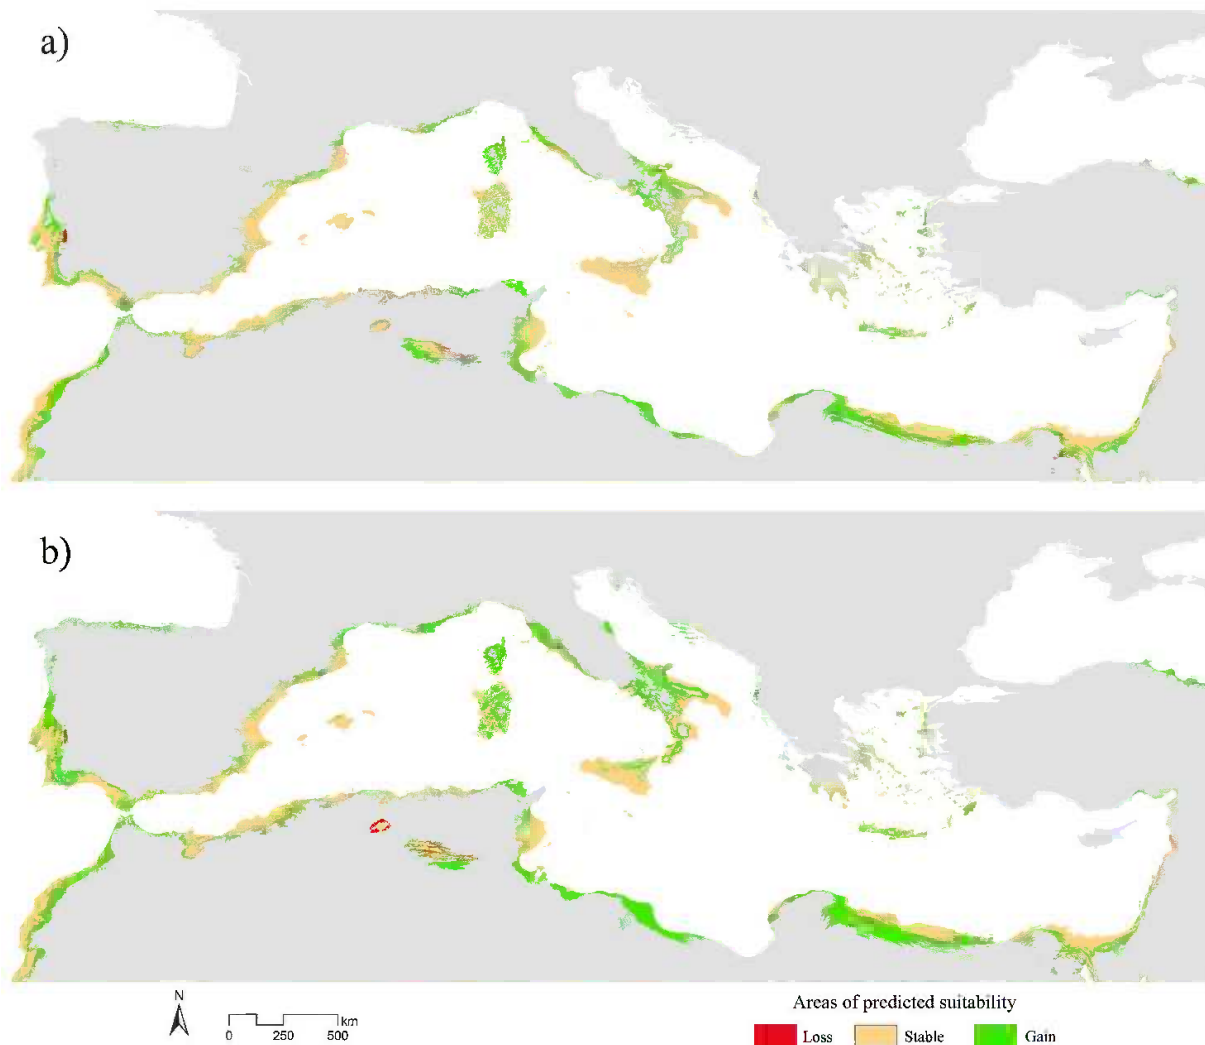 a)
b)
N
0 250 500 km
Areas of predicted suitability
Loss Stable Gain